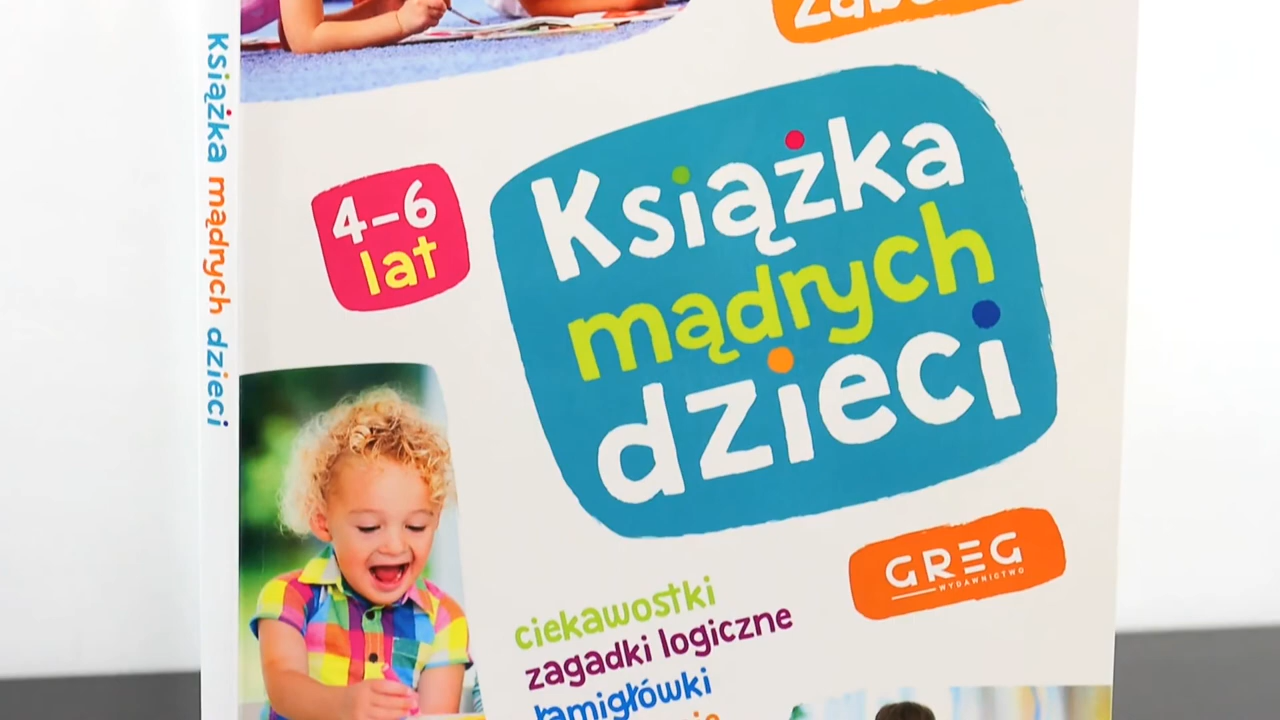 Książka mądrych dzieci
4–6
lat
Książka
mądrych
dzieci
GREG
WYDAWNICTWO
ciekawostki
zagadki logiczne
łamigłówki